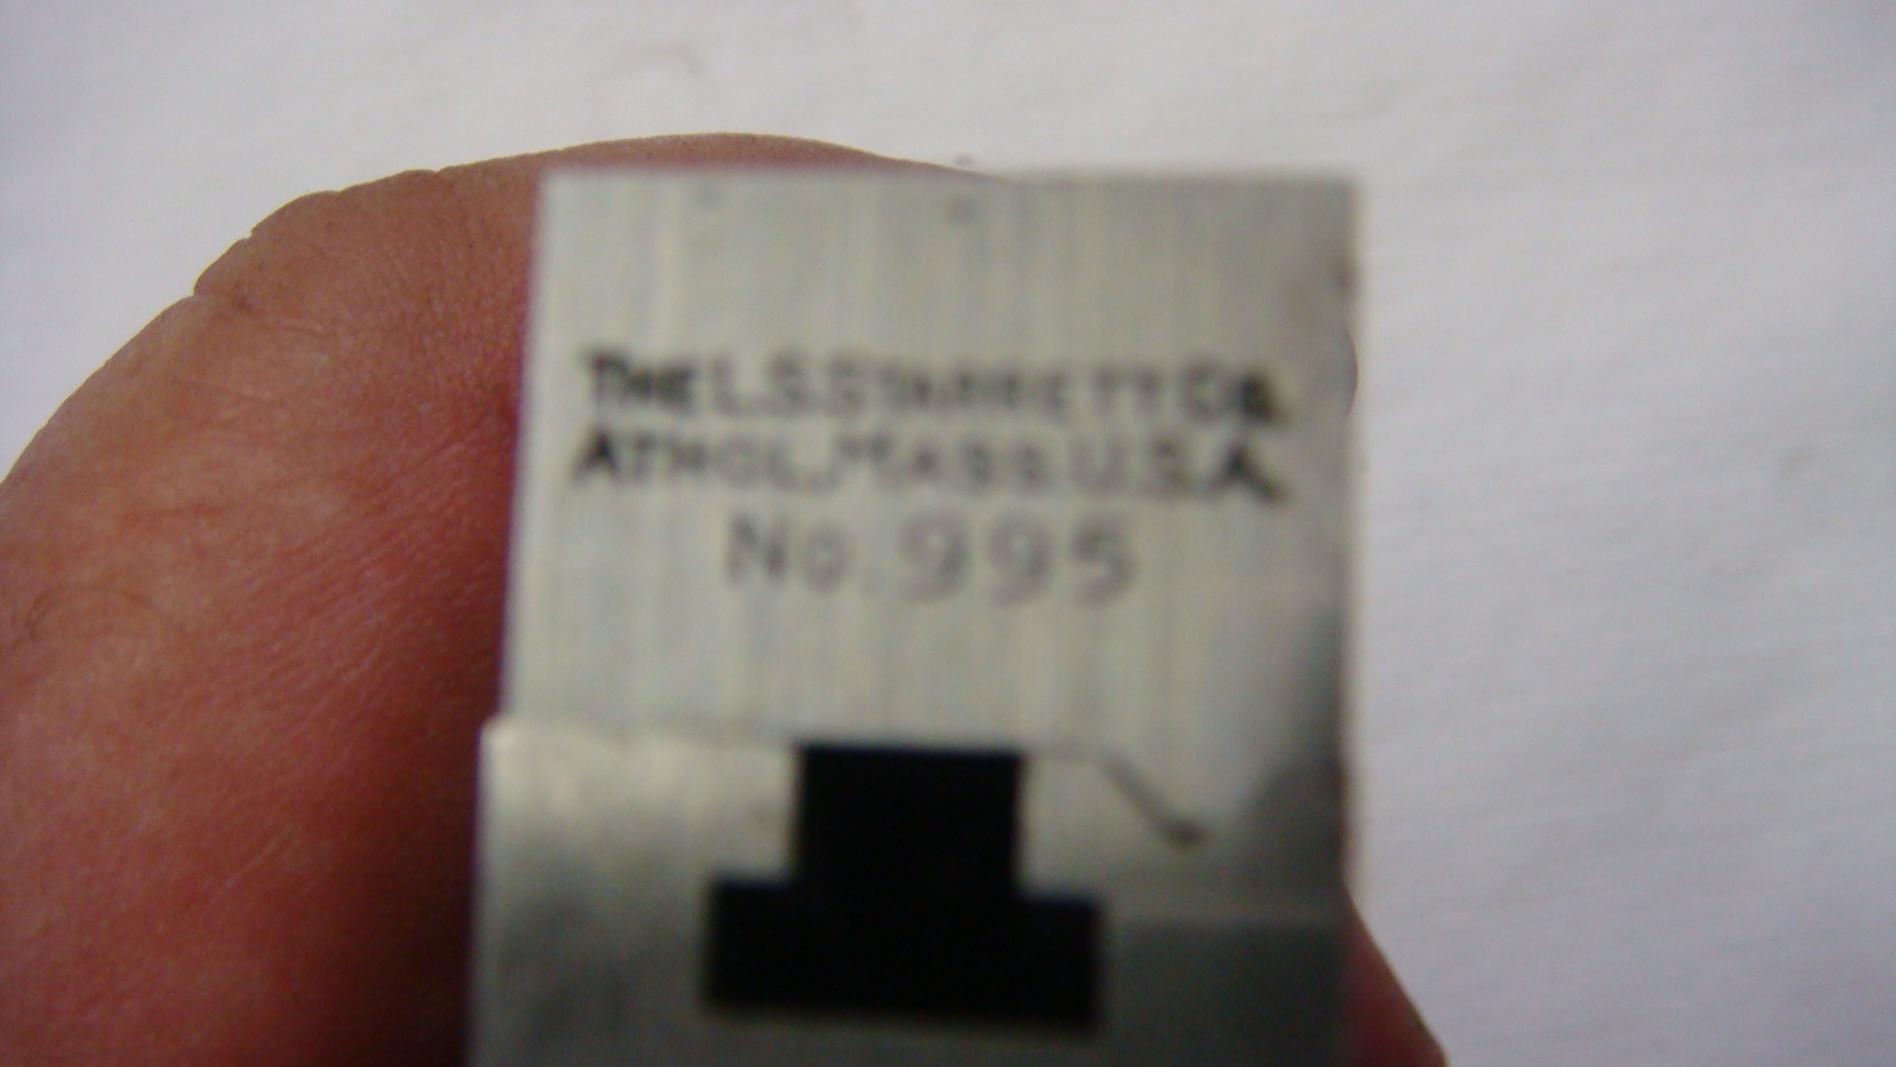 THE L.S.STARRETT CO.
ATHOL, MASS. U.S.A.
No. 995